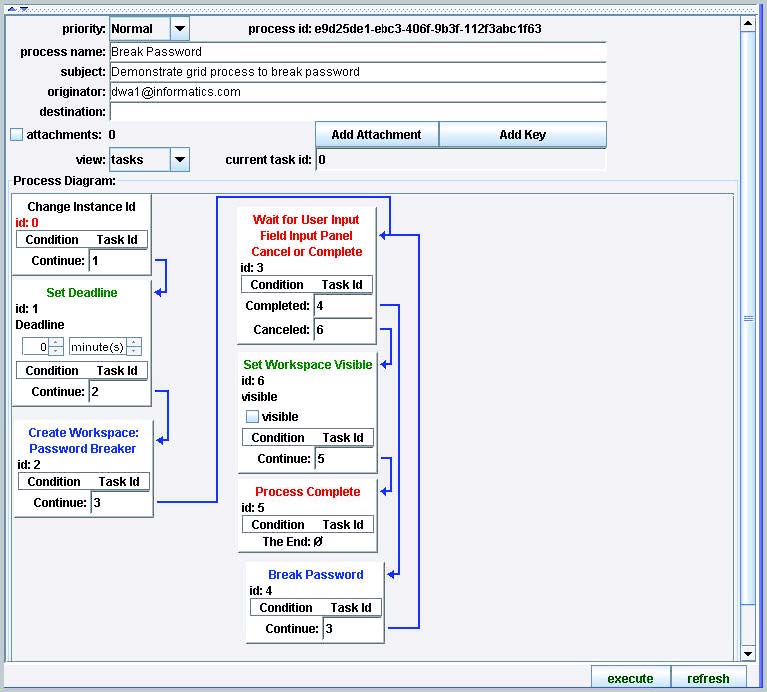 priority: Normal process id: e9d25de1-ebc3-406f-9b3f-112f3abc1f63
process name: Break Password
subject: Demonstrate grid process to break password
originator: dwa1@informatics.com
destination:
attachments: 0 Add Attachment Add Key
view: tasks current task id: 0
Process Diagram:
Change Instance Id
id: 0
Condition Task Id
Continue: 1
Set Deadline
id: 1
Deadline
0 minute(s)
Condition Task Id
Continue: 2
Create Workspace:
Password Breaker
id: 2
Condition Task Id
Continue: 3
Wait for User Input
Field Input Panel
Cancel or Complete
id: 3
Condition Task Id
Completed: 4
Canceled: 6
Set Workspace Visible
id: 6
visible
visible
Condition Task Id
Continue: 5
Process Complete
id: 5
Condition Task Id
The End: Ø
Break Password
id: 4
Condition Task Id
Continue: 3
execute refresh